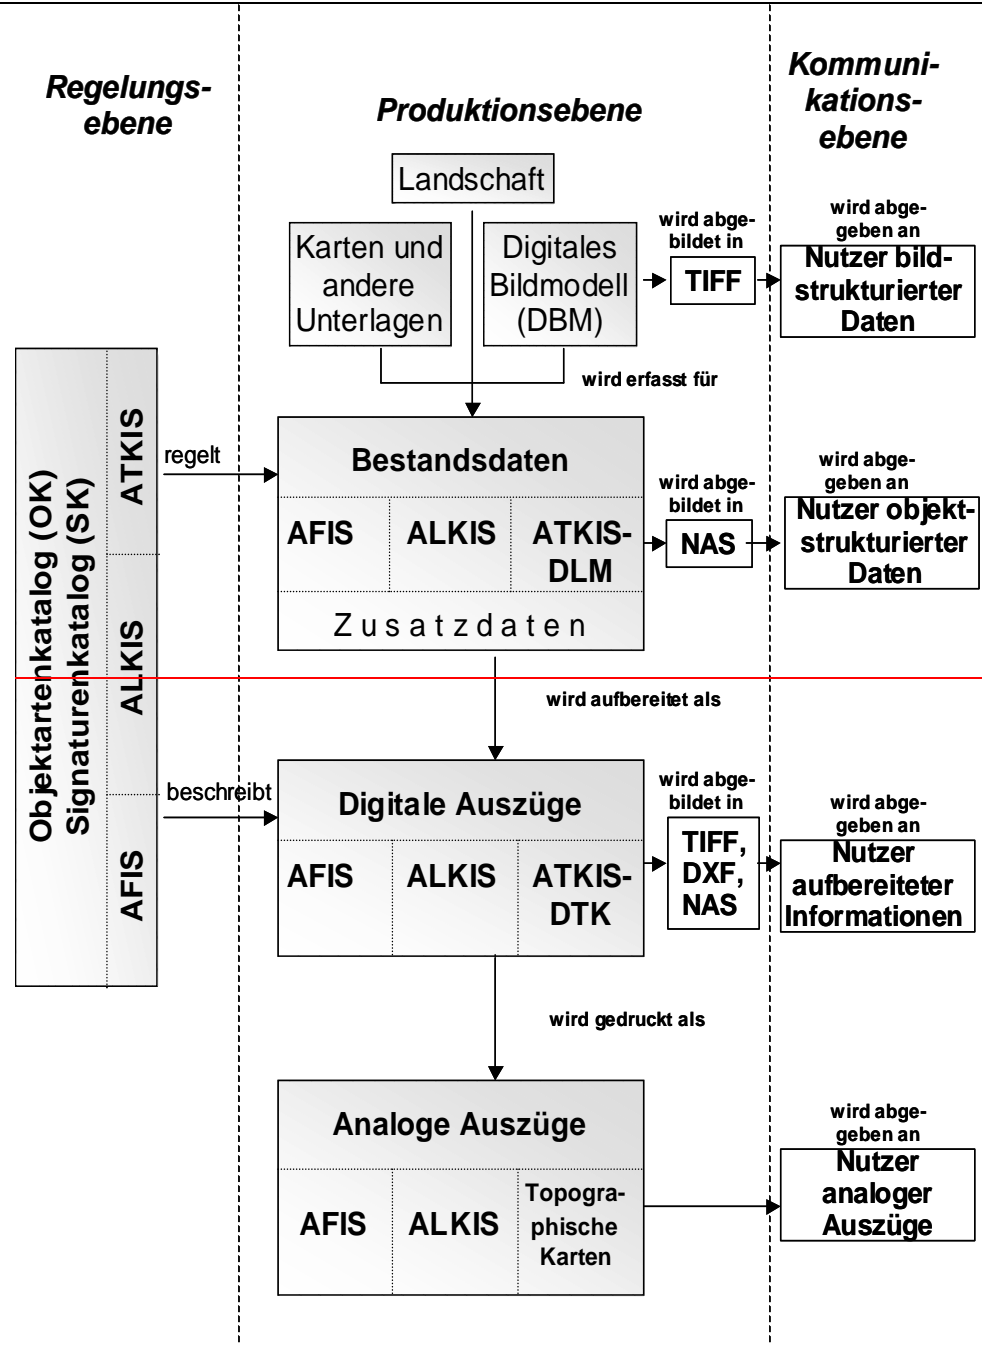 Regelungs-
ebene
Produktionsebene
Kommuni-
kations-
ebene
Landschaft
Karten und
andere
Unterlagen
Digitales
Bildmodell
(DBM)
wird abge-
bildet in
TIFF
wird abge-
geben an
Nutzer bild-
strukturierter
Daten
wird erfasst für
Objektartenkatalog (OK)
Signaturenkatalog (SK)
ATKIS
ALKIS
AFIS
regelt
Bestandsdaten
AFIS
ALKIS
ATKIS-
DLM
Zusatzdaten
wird abge-
bildet in
NAS
wird abge-
geben an
Nutzer objekt-
strukturierter
Daten
wird aufbereitet als
beschreibt
Digitale Auszüge
AFIS
ALKIS
ATKIS-
DTK
wird abge-
bildet in
TIFF,
DXF,
NAS
wird abge-
geben an
Nutzer
aufbereiteter
Informationen
wird gedruckt als
Analoge Auszüge
AFIS
ALKIS
Topogra-
phische
Karten
wird abge-
geben an
Nutzer
analoger
Auszüge